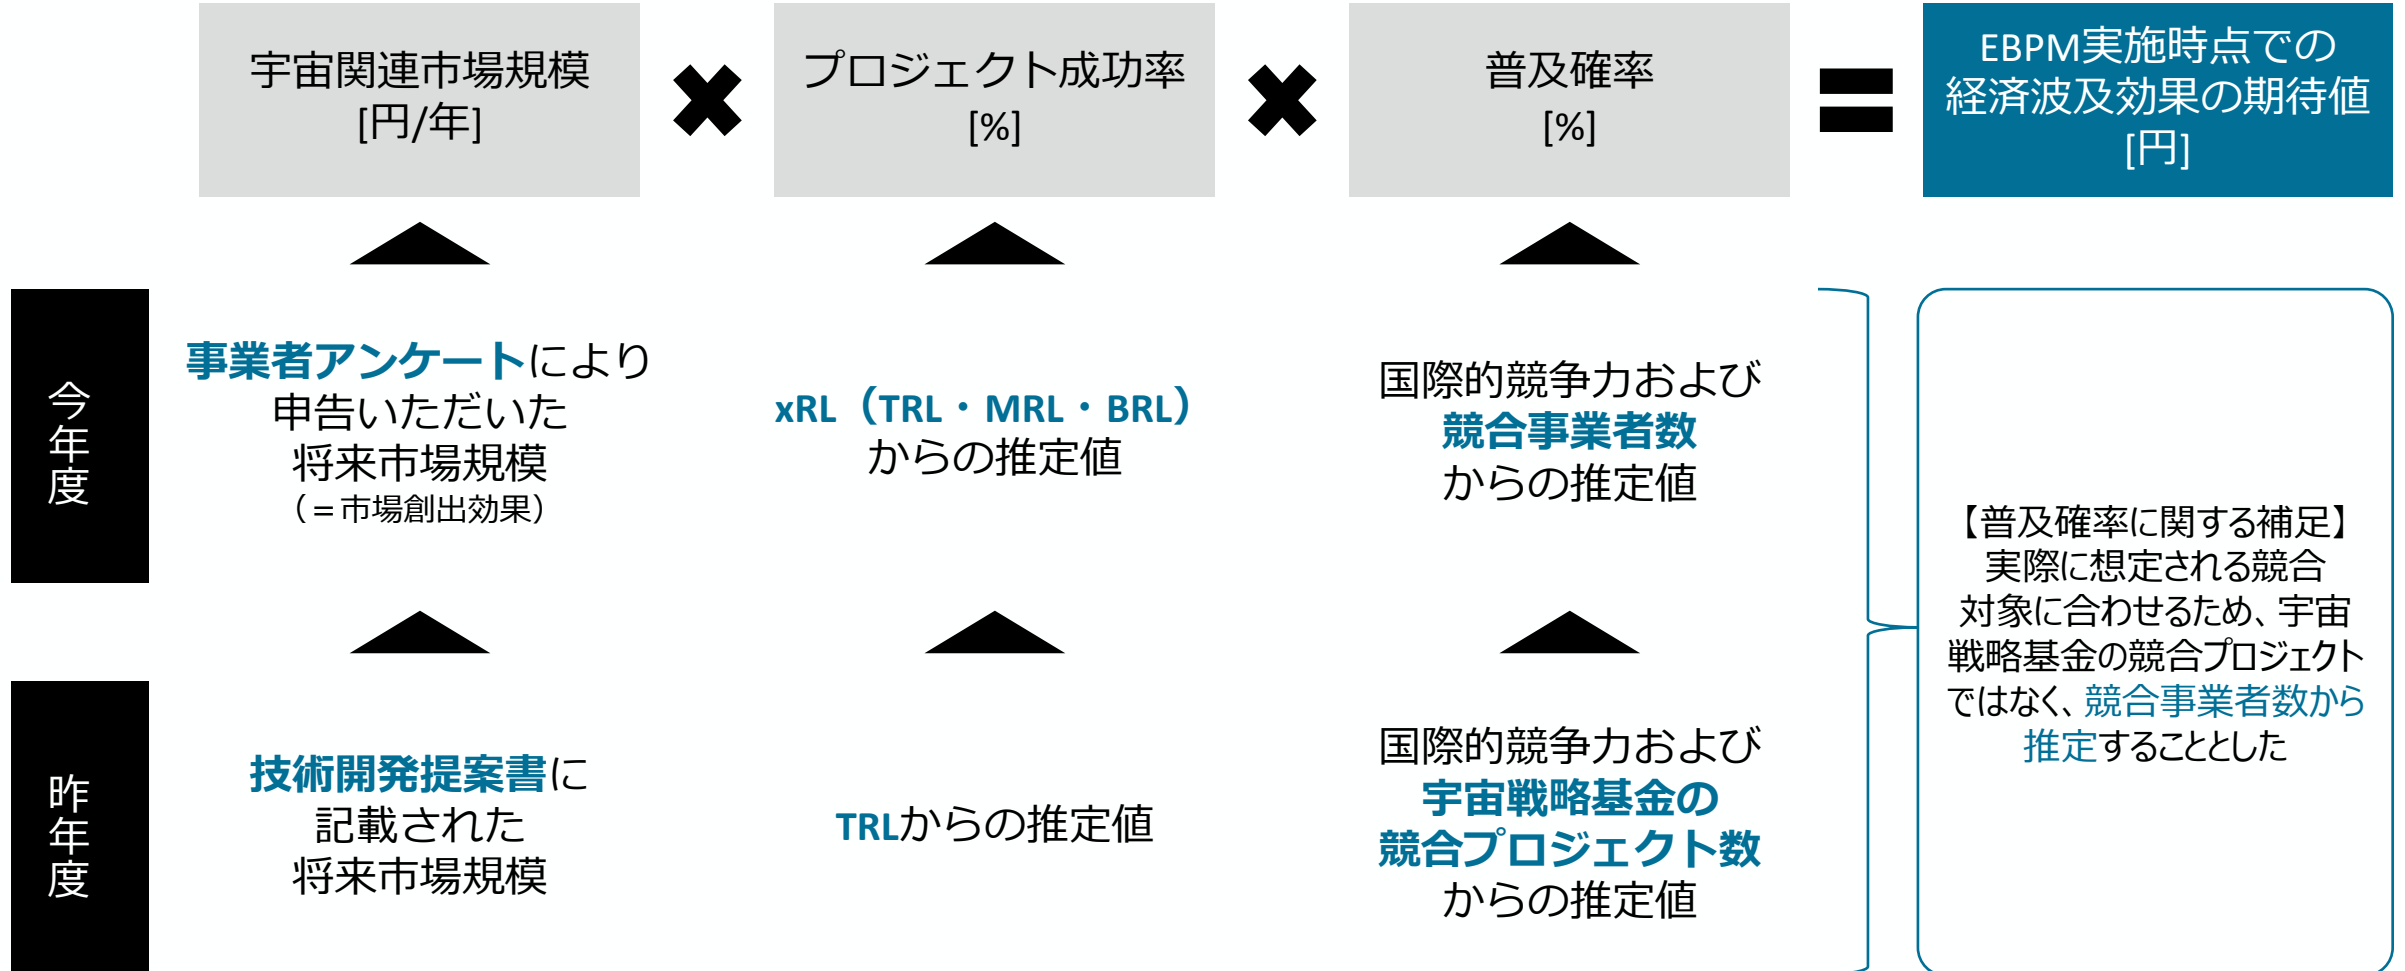 宇宙関連市場規模
[円/年]
プロジェクト成功率
[%]
普及確率
[%]
EBPM実施時点での
経済波及効果の期待値
[円]
今年度
事業者アンケートにより
申告いただいた
将来市場規模
（＝市場創出効果）
xRL（TRL・MRL・BRL）
からの推定値
国際的競争力および
競合事業者数
からの推定値
昨年度
技術開発提案書に
記載された
将来市場規模
TRLからの推定値
国際的競争力および
宇宙戦略基金の
競合プロジェクト数
からの推定値
【普及確率に関する補足】
実際に想定される競合
対象に合わせるため、宇宙
戦略基金の競合プロジェクト
ではなく、競合事業者数から
推定することとした